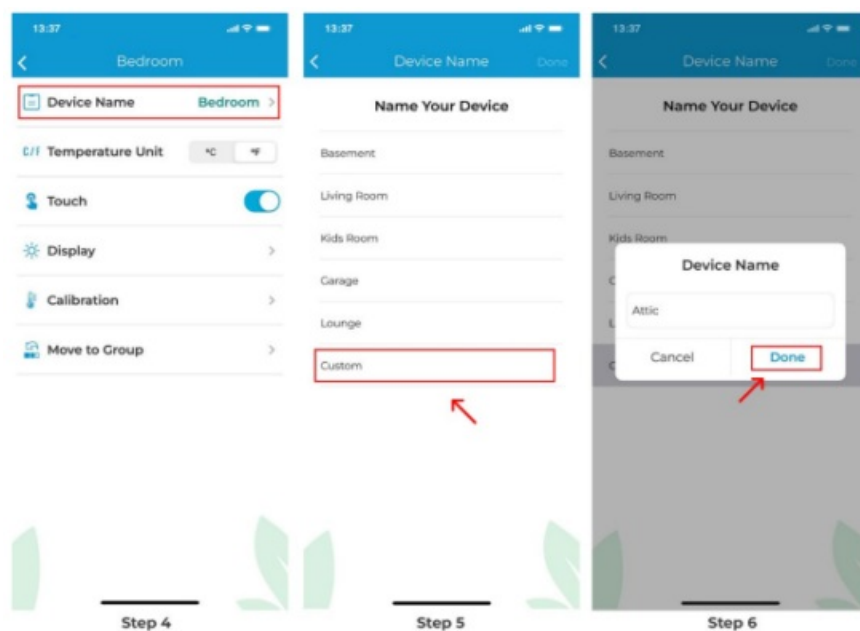 13:37
Bedroom
Device Name Bedroom >
C/F Temperature Unit °C °F
Touch
Display >
Calibration >
Move to Group >
Step 4
13:37
Device Name Done
Name Your Device
Basement
Living Room
Kids Room
Garage
Lounge
Custom
Step 5
13:37
Device Name Done
Name Your Device
Basement
Living Room
Kids Room
Device Name
Attic
Cancel Done
Step 6